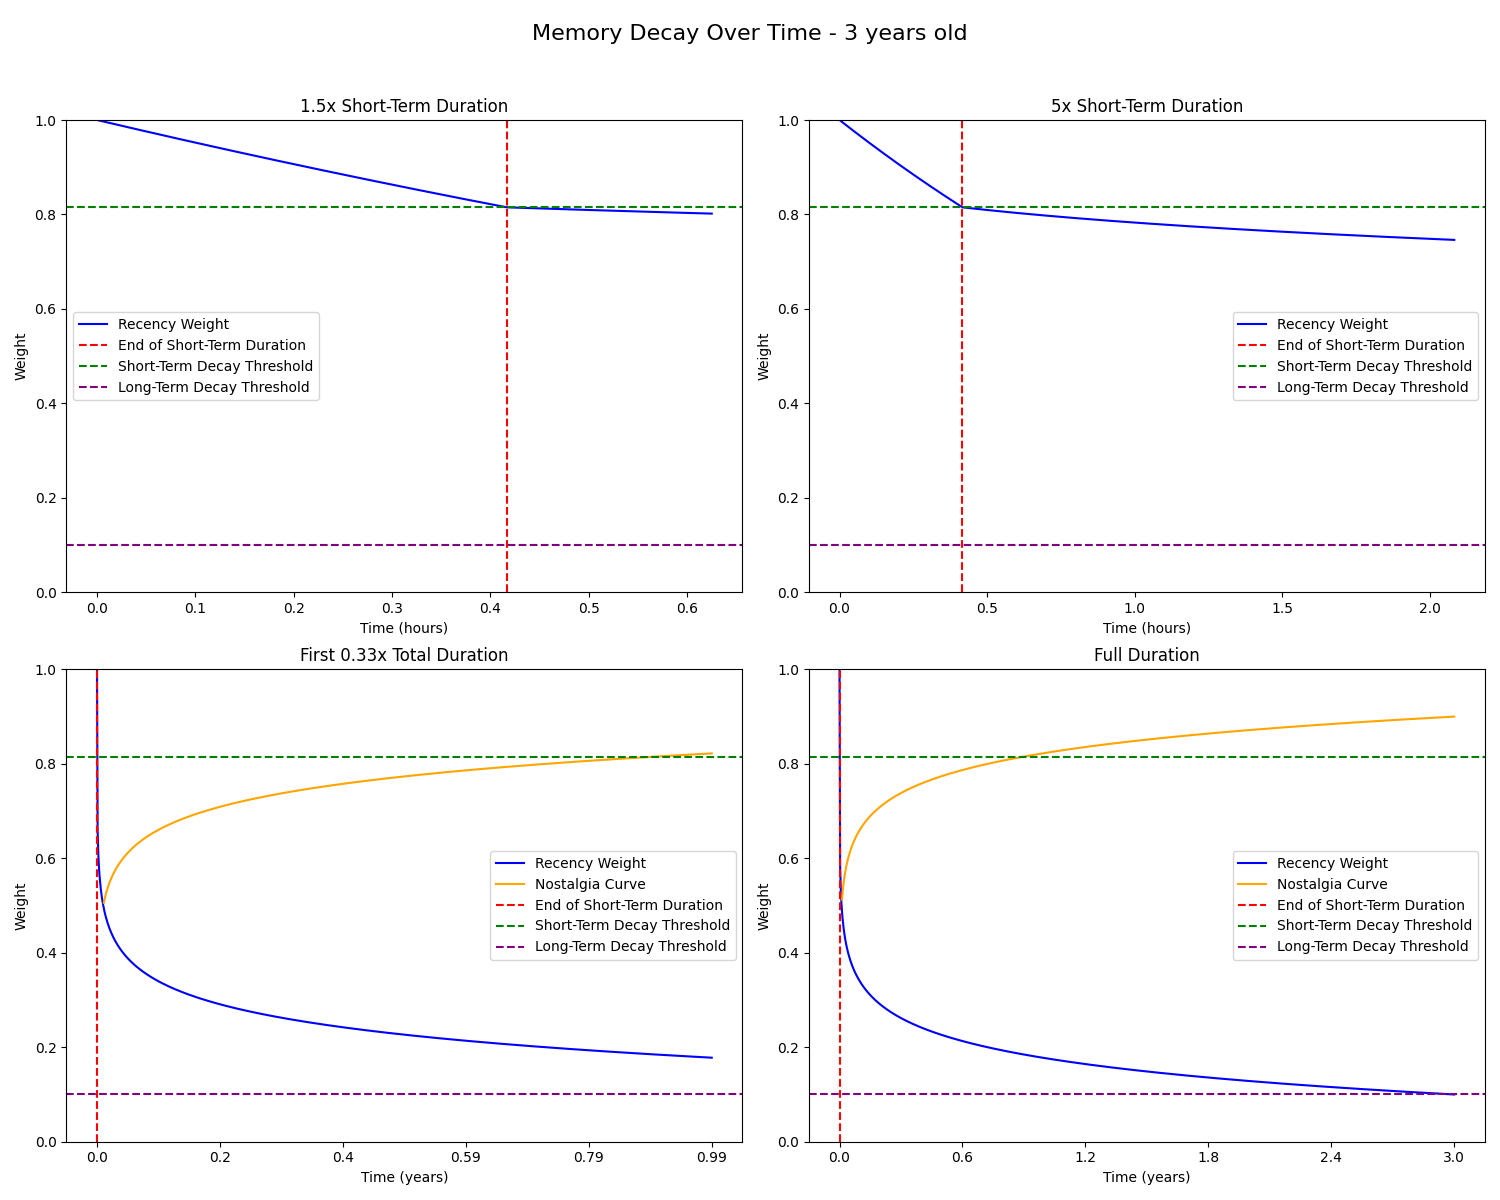 Memory Decay Over Time - 3 years old
1.5x Short-Term Duration
1.0
0.8
0.6
0.4
0.2
0.0
Weight
Recency Weight
End of Short-Term Duration
Short-Term Decay Threshold
Long-Term Decay Threshold
0.0 0.1 0.2 0.3 0.4 0.5 0.6
Time (hours)
5x Short-Term Duration
1.0
0.8
0.6
0.4
0.2
0.0
Weight
Recency Weight
End of Short-Term Duration
Short-Term Decay Threshold
Long-Term Decay Threshold
0.0 0.5 1.0 1.5 2.0
Time (hours)
First 0.33x Total Duration
1.0
0.8
0.6
0.4
0.2
0.0
Weight
Recency Weight
Nostalgia Curve
End of Short-Term Duration
Short-Term Decay Threshold
Long-Term Decay Threshold
0.0 0.2 0.4 0.59 0.79 0.99
Time (years)
Full Duration
1.0
0.8
0.6
0.4
0.2
0.0
Weight
Recency Weight
Nostalgia Curve
End of Short-Term Duration
Short-Term Decay Threshold
Long-Term Decay Threshold
0.0 0.6 1.2 1.8 2.4 3.0
Time (years)